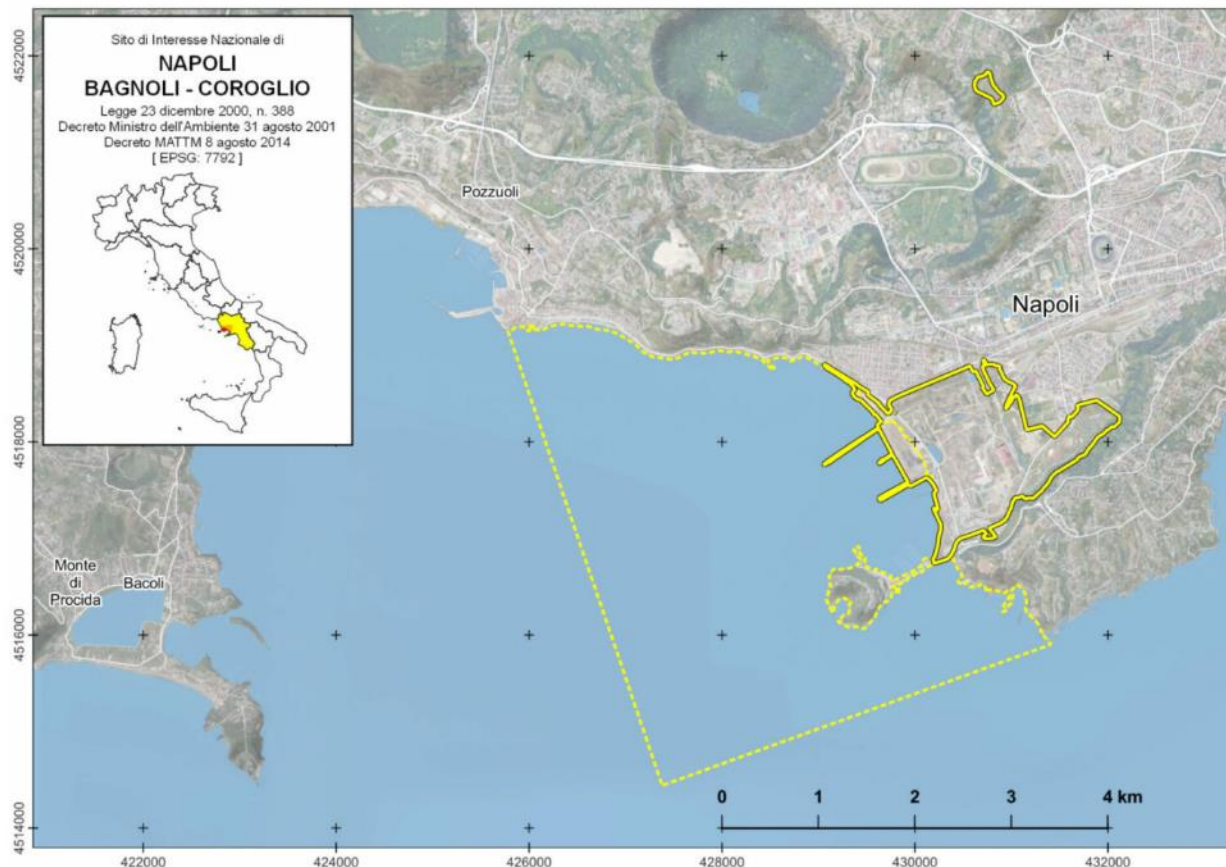 Sito di Interesse Nazionale di
NAPOLI
BAGNOLI - COROGLIO
Legge 23 dicembre 2000, n. 388
Decreto Ministro dell'Ambiente 31 agosto 2001
Decreto MATTM 8 agosto 2014
[ EPSG: 7792 ]
Pozzuoli
Napoli
Monte
di
Procida
Bacoli
4522000
4520000
4518000
4516000
4514000
0 1 2 3 4 km
422000 424000 426000 428000 430000 432000